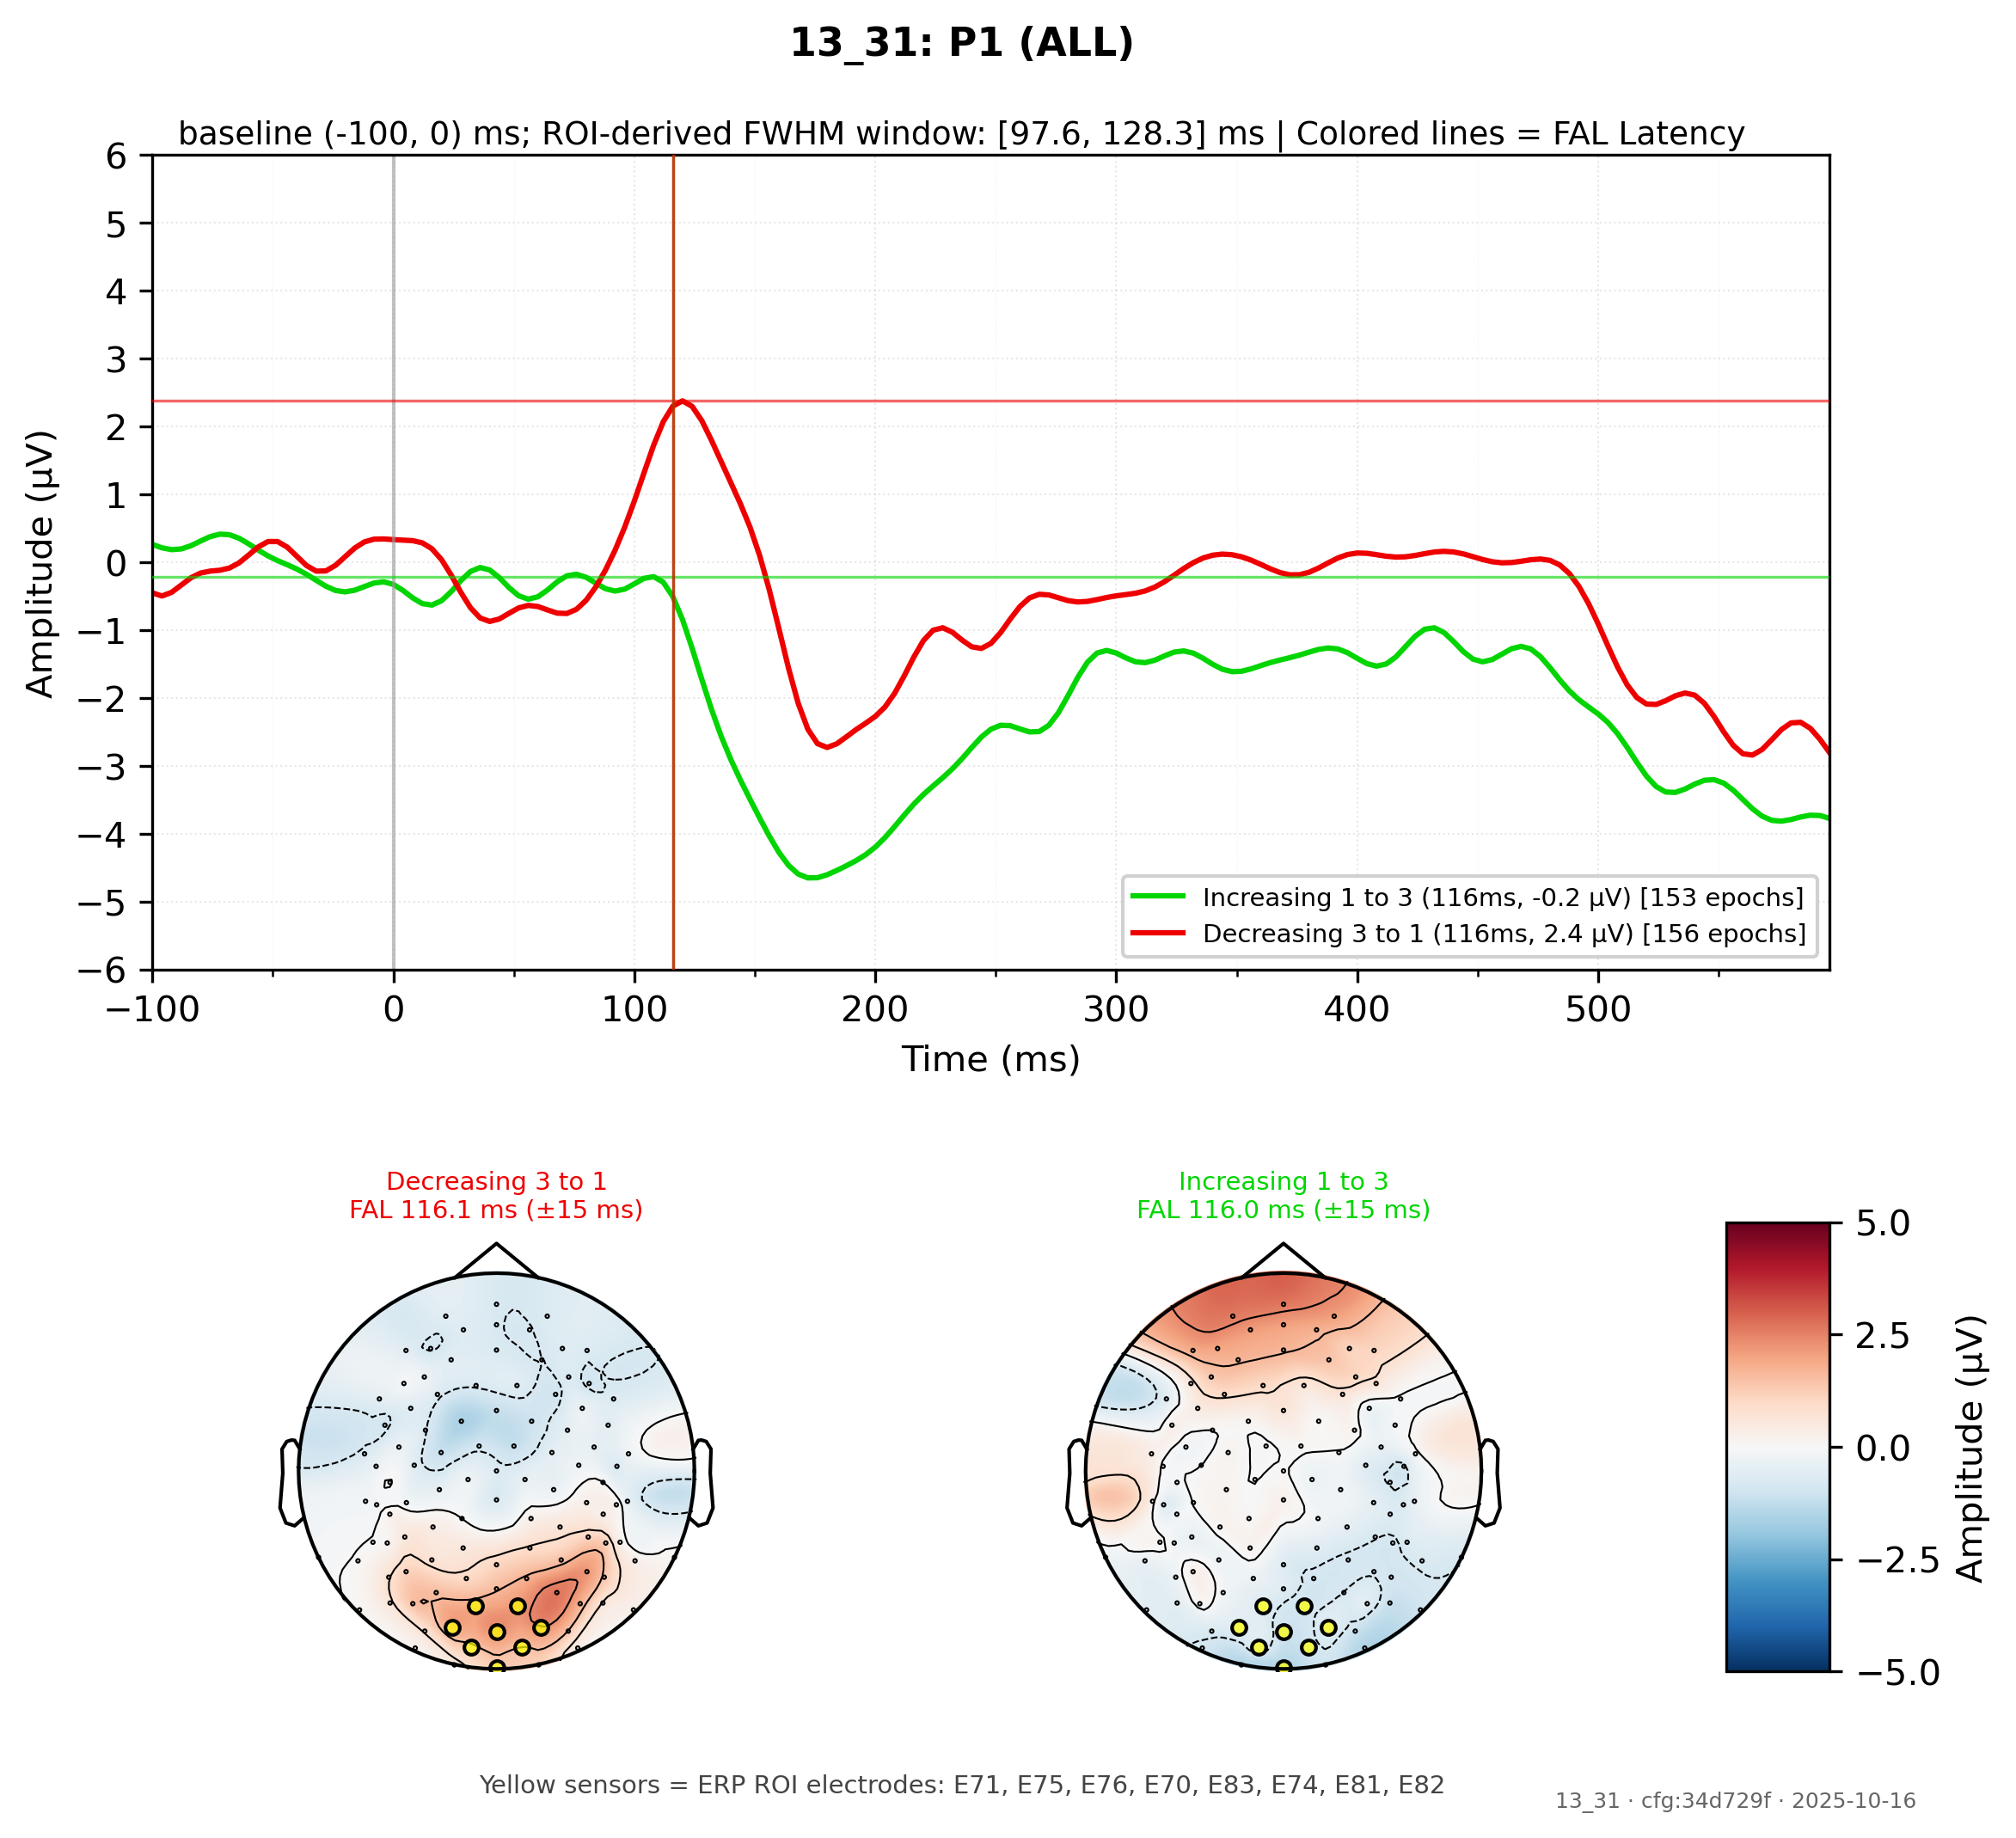 13_31: P1 (ALL)
baseline (-100, 0) ms; ROI-derived FWHM window: [97.6, 128.3] ms | Colored lines = FAL Latency
6
5
4
3
2
1
0
−1
−2
−3
−4
−5
−6
Amplitude (μV)
−100 0 100 200 300 400 500
Time (ms)
Increasing 1 to 3 (116ms, -0.2 μV) [153 epochs]
Decreasing 3 to 1 (116ms, 2.4 μV) [156 epochs]
Decreasing 3 to 1
FAL 116.1 ms (±15 ms)
Increasing 1 to 3
FAL 116.0 ms (±15 ms)
5.0
2.5
0.0
−2.5
−5.0
Amplitude (μV)
Yellow sensors = ERP ROI electrodes: E71, E75, E76, E70, E83, E74, E81, E82
13_31 · cfg:34d729f · 2025-10-16